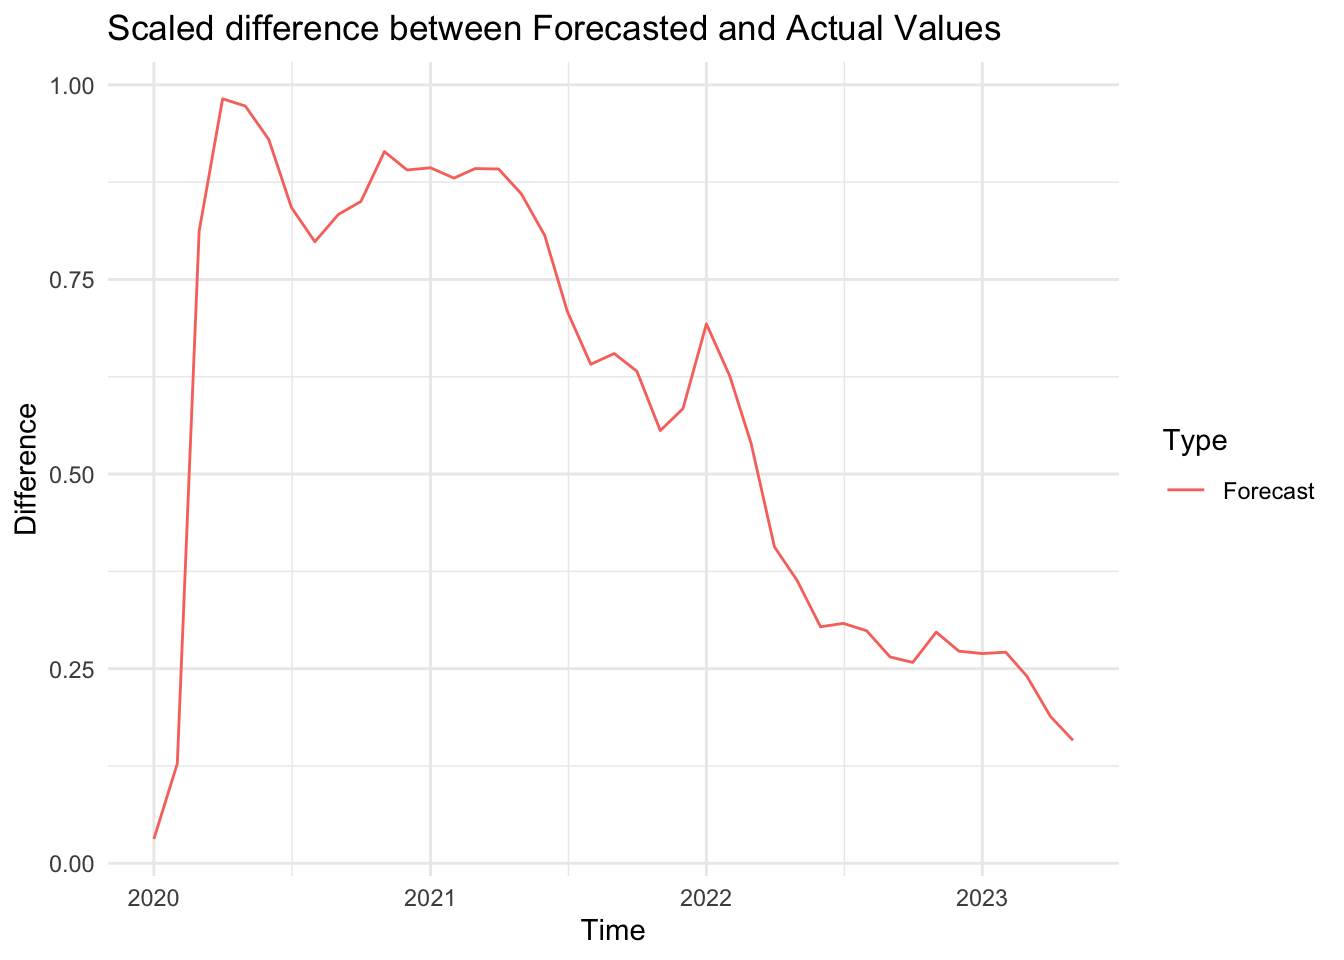 Scaled difference between Forecasted and Actual Values
1.00
0.75
0.50
0.25
0.00
Difference
2020
2021
2022
2023
Time
Type
Forecast